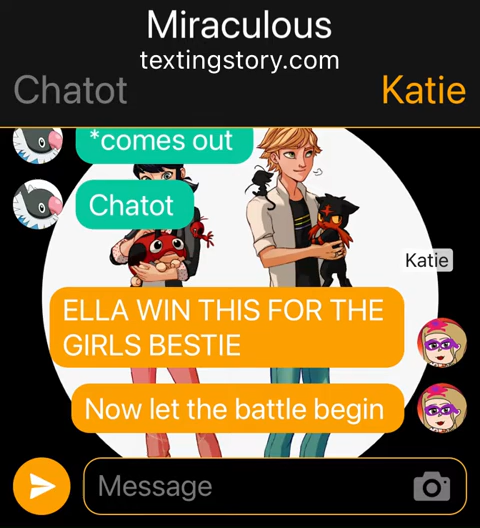 Miraculous
textingstory.com
Chatot
Katie
*comes out
Chatot
Katie
ELLA WIN THIS FOR THE
GIRLS BESTIE
Now let the battle begin
Message